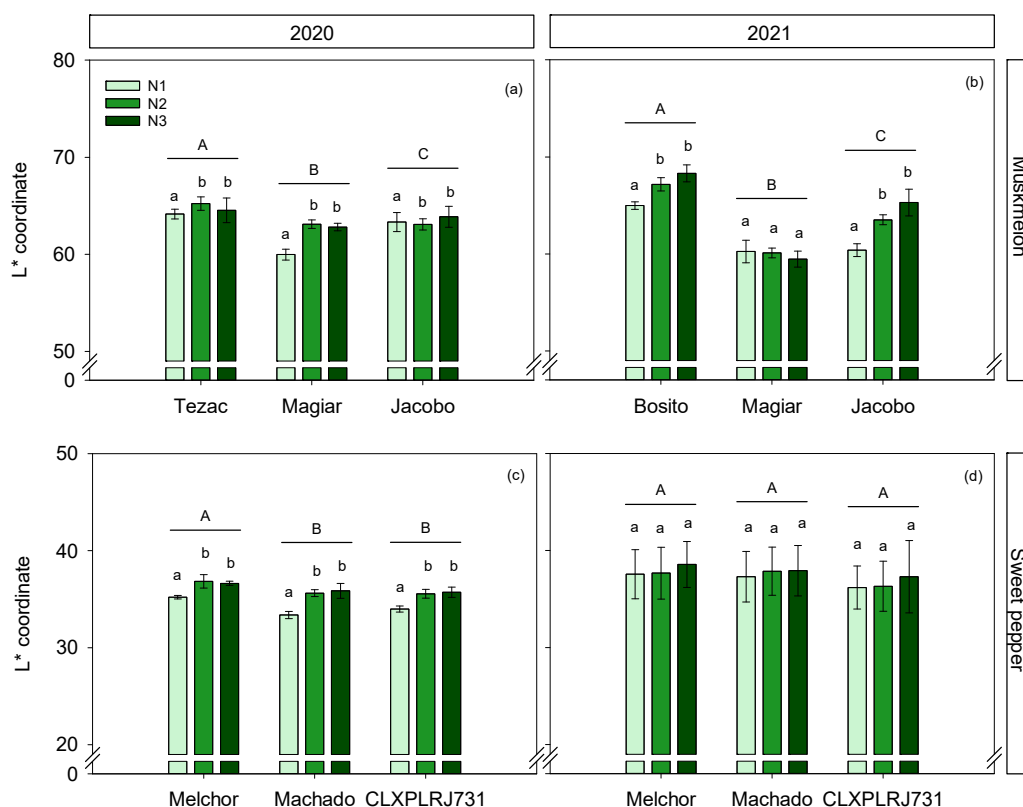 2020
2021
80
70
60
50
0
L* coordinate
N1
N2
N3
(a)
A
B
C
a
b
b
a
b
b
a
a
a
Tezac
Magiar
Jacobo
(b)
A
B
C
a
b
b
a
a
a
a
b
b
Bosito
Magiar
Jacobo
Muskmelon
50
40
30
20
0
L* coordinate
(c)
A
B
B
a
b
b
a
b
b
a
b
b
Melchor
Machado
CLXPLRJ731
(d)
A
A
A
a
a
a
a
a
a
a
a
a
Melchor
Machado
CLXPLRJ731
Sweet pepper